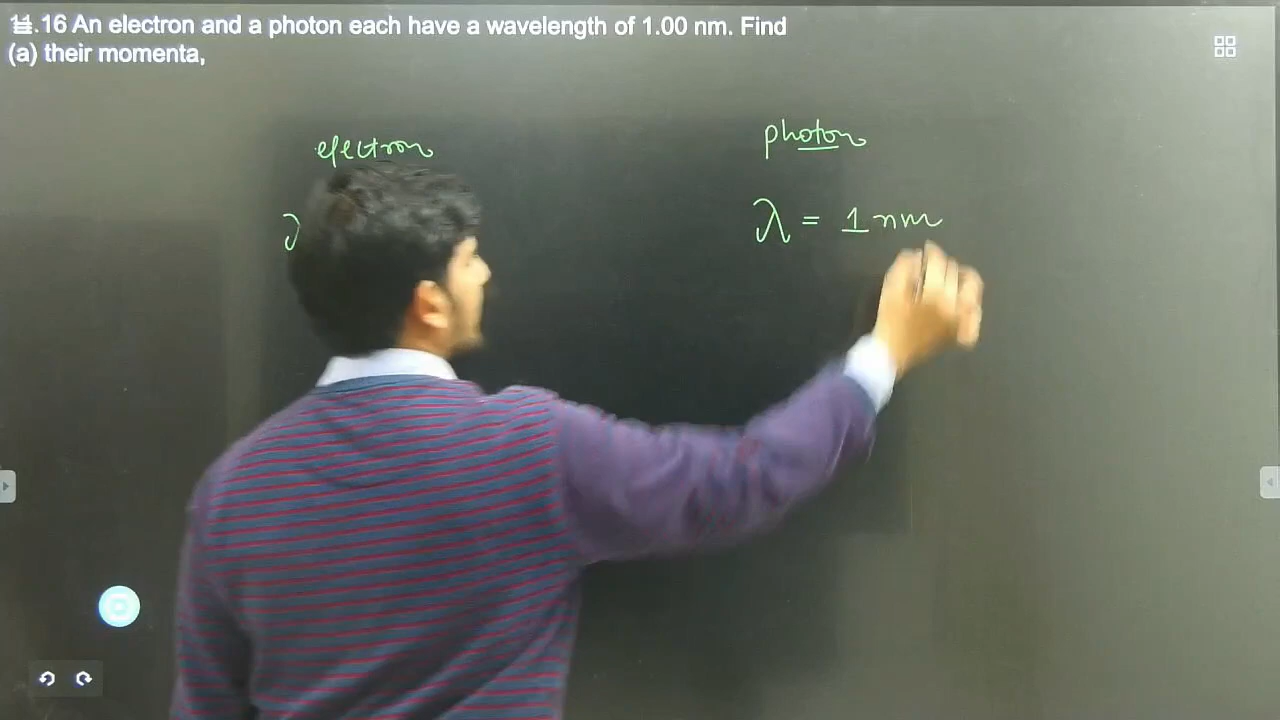 11.16 An electron and a photon each have a wavelength of 1.00 nm. Find
(a) their momenta,
electron
photon
λ
λ = 1 nm